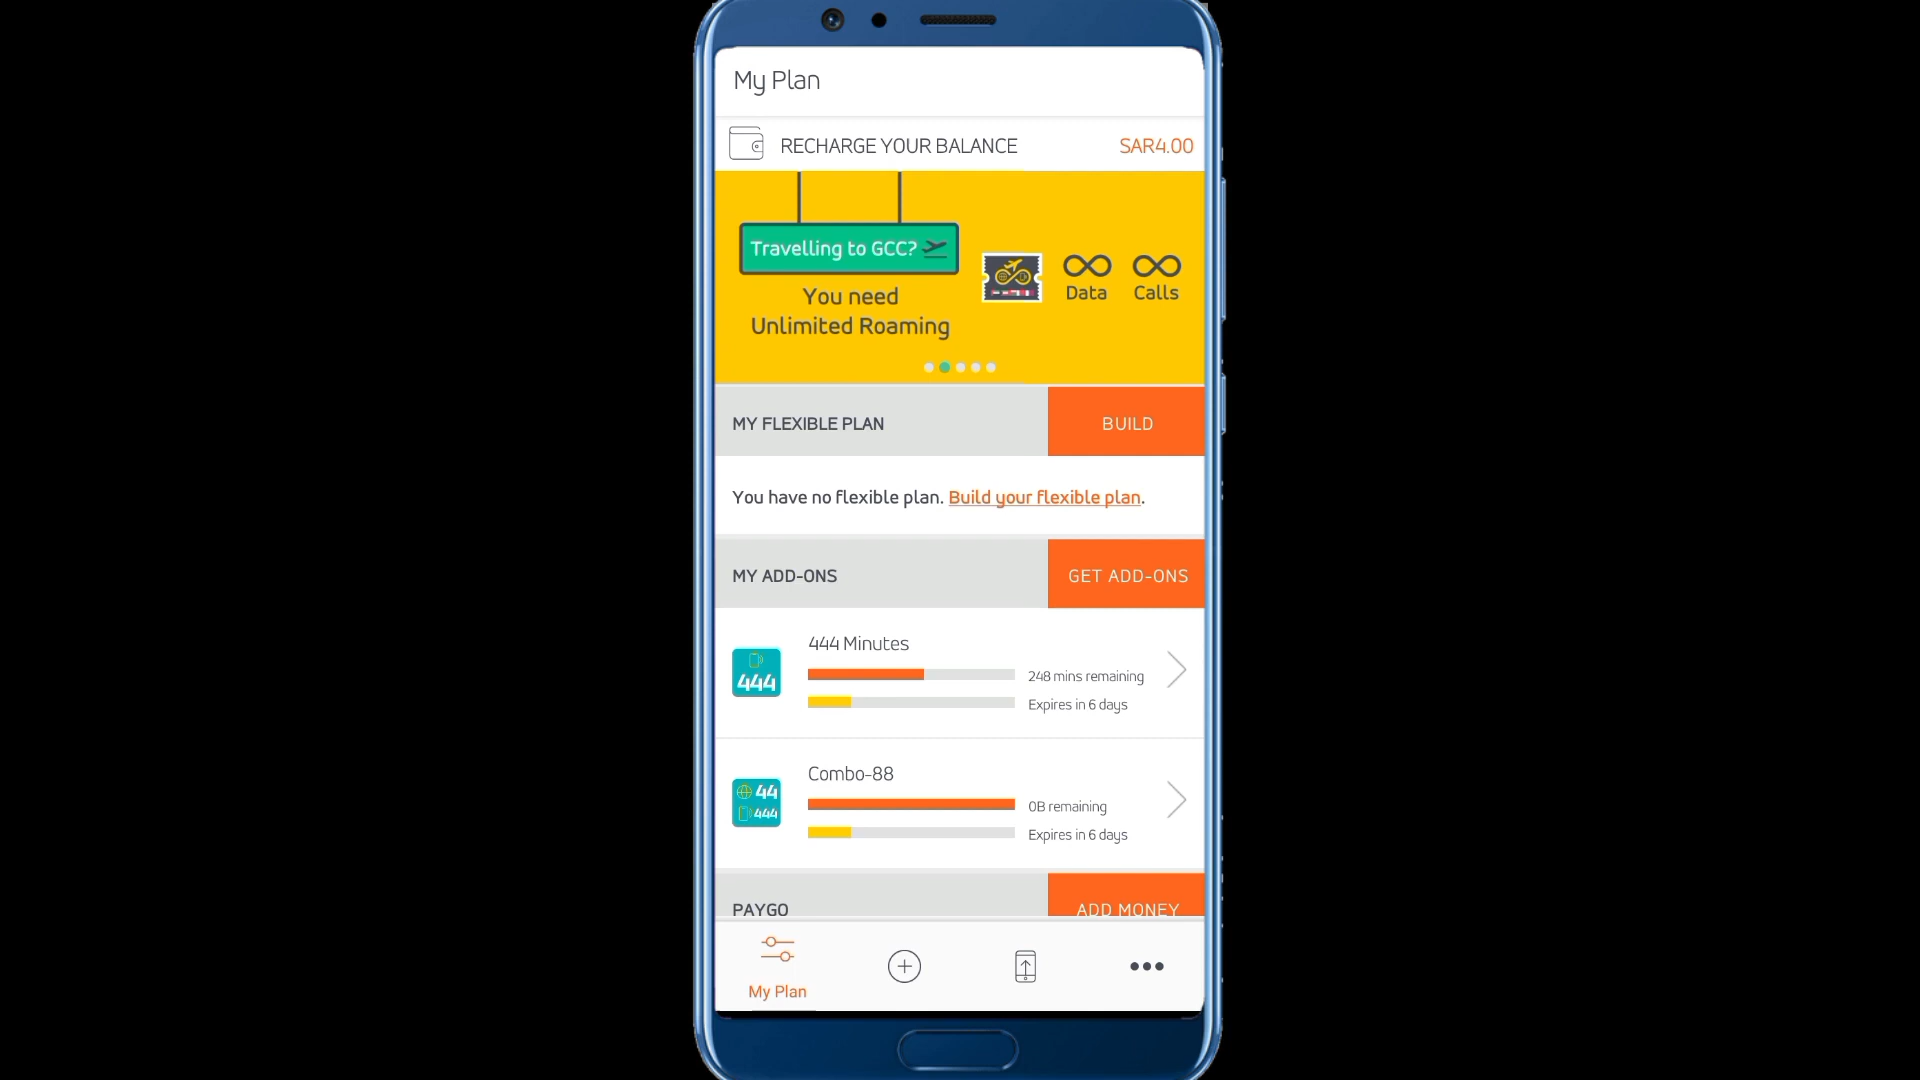 My Plan
RECHARGE YOUR BALANCE SAR4.00
Travelling to GCC?
You need
Unlimited Roaming
Data Calls
MY FLEXIBLE PLAN BUILD
You have no flexible plan. Build your flexible plan.
MY ADD-ONS GET ADD-ONS
444 Minutes
444
248 mins remaining
Expires in 6 days
Combo-88
44
444
0B remaining
Expires in 6 days
PAYGO ADD MONEY
My Plan